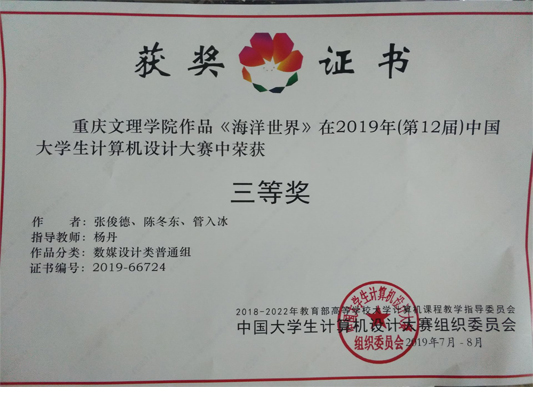 获奖证书
重庆文理学院作品《海洋世界》在2019年(第12届)中国
大学生计算机设计大赛中荣获
三等奖
作 者：张俊德、陈冬东、管入冰
指导教师：杨丹
作品分类：数媒设计类普通组
证书编号：2019-66724
2018-2022年教育部高等学校大学计算机课程教学指导委员会
中国大学生计算机设计大赛组织委员会
2019年7月-8月
组织委员会